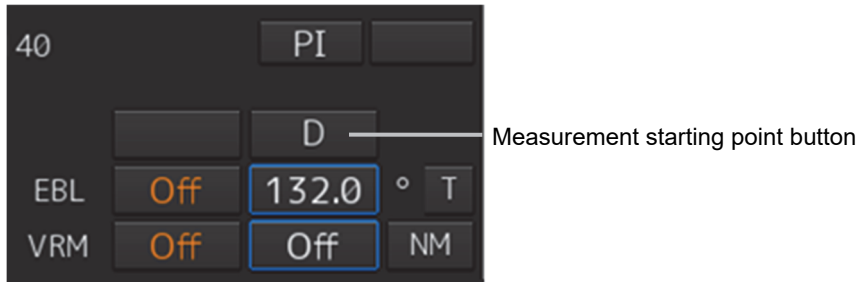 40 PI
D
Measurement starting point button
EBL Off 132.0 ° T
VRM Off Off NM